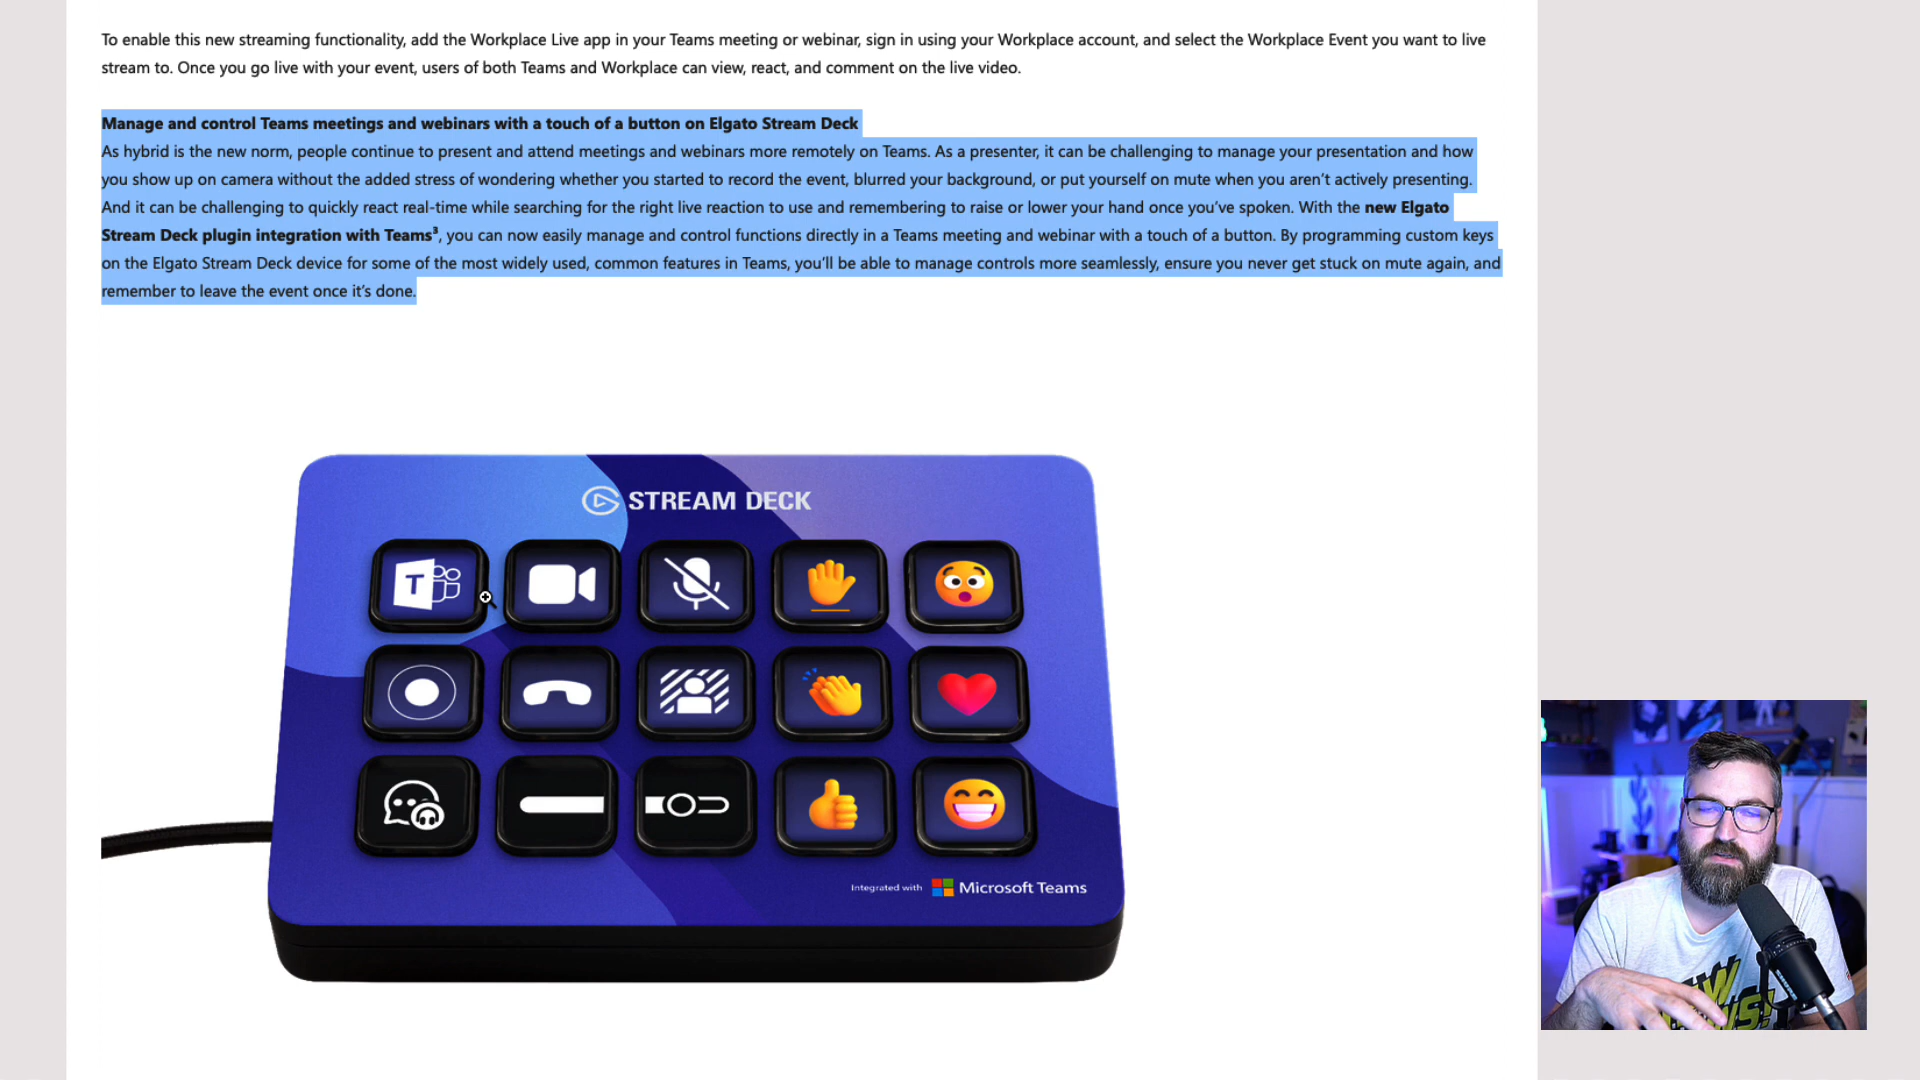 To enable this new streaming functionality, add the Workplace Live app in your Teams meeting or webinar, sign in using your Workplace account, and select the Workplace Event you want to live
stream to. Once you go live with your event, users of both Teams and Workplace can view, react, and comment on the live video.
Manage and control Teams meetings and webinars with a touch of a button on Elgato Stream Deck
As hybrid is the new norm, people continue to present and attend meetings and webinars more remotely on Teams. As a presenter, it can be challenging to manage your presentation and how
you show up on camera without the added stress of wondering whether you started to record the event, blurred your background, or put yourself on mute when you aren't actively presenting.
And it can be challenging to quickly react real-time while searching for the right live reaction to use and remembering to raise or lower your hand once you've spoken. With the new Elgato
Stream Deck plugin integration with Teams³, you can now easily manage and control functions directly in a Teams meeting and webinar with a touch of a button. By programming custom keys
on the Elgato Stream Deck device for some of the most widely used, common features in Teams, you'll be able to manage controls more seamlessly, ensure you never get stuck on mute again, and
remember to leave the event once it's done.
STREAM DECK
T
Integrated with Microsoft Teams